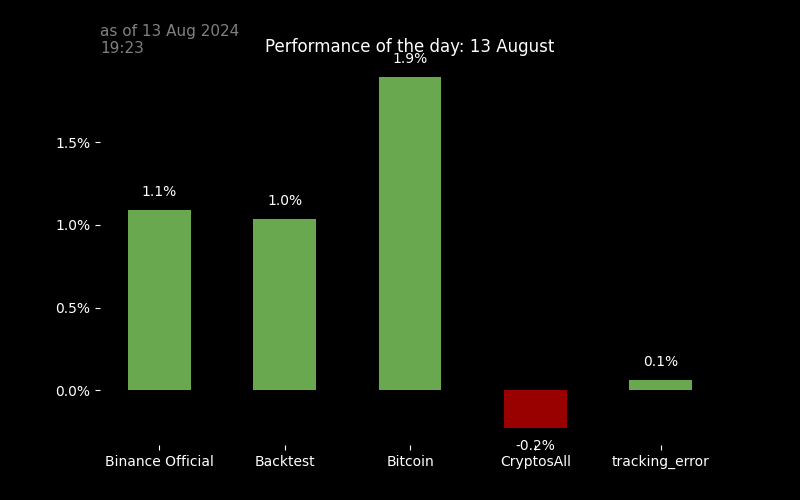 as of 13 Aug 2024
19:23
Performance of the day: 13 August
1.9%
1.5%
1.1%
1.0%
1.0%
0.5%
0.1%
0.0%
-0.2%
Binance Official
Backtest
Bitcoin
CryptosAll
tracking_error